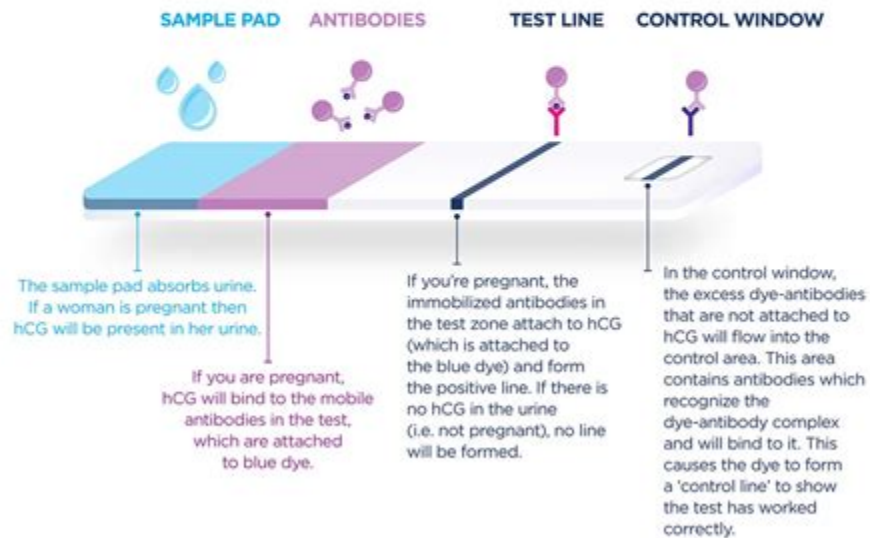 SAMPLE PAD
ANTIBODIES
TEST LINE
CONTROL WINDOW
The sample pad absorbs urine.
If a woman is pregnant then
hCG will be present in her urine.
If you are pregnant,
hCG will bind to the mobile
antibodies in the test,
which are attached
to blue dye.
If you're pregnant, the
immobilized antibodies in
the test zone attach to hCG
(which is attached to
the blue dye) and form
the positive line. If there is
no hCG in the urine
(i.e. not pregnant), no line
will be formed.
In the control window,
the excess dye-antibodies
that are not attached to
hCG will flow into the
control area. This area
contains antibodies which
recognize the
dye-antibody complex
and will bind to it. This
causes the dye to form
a 'control line' to show
the test has worked
correctly.